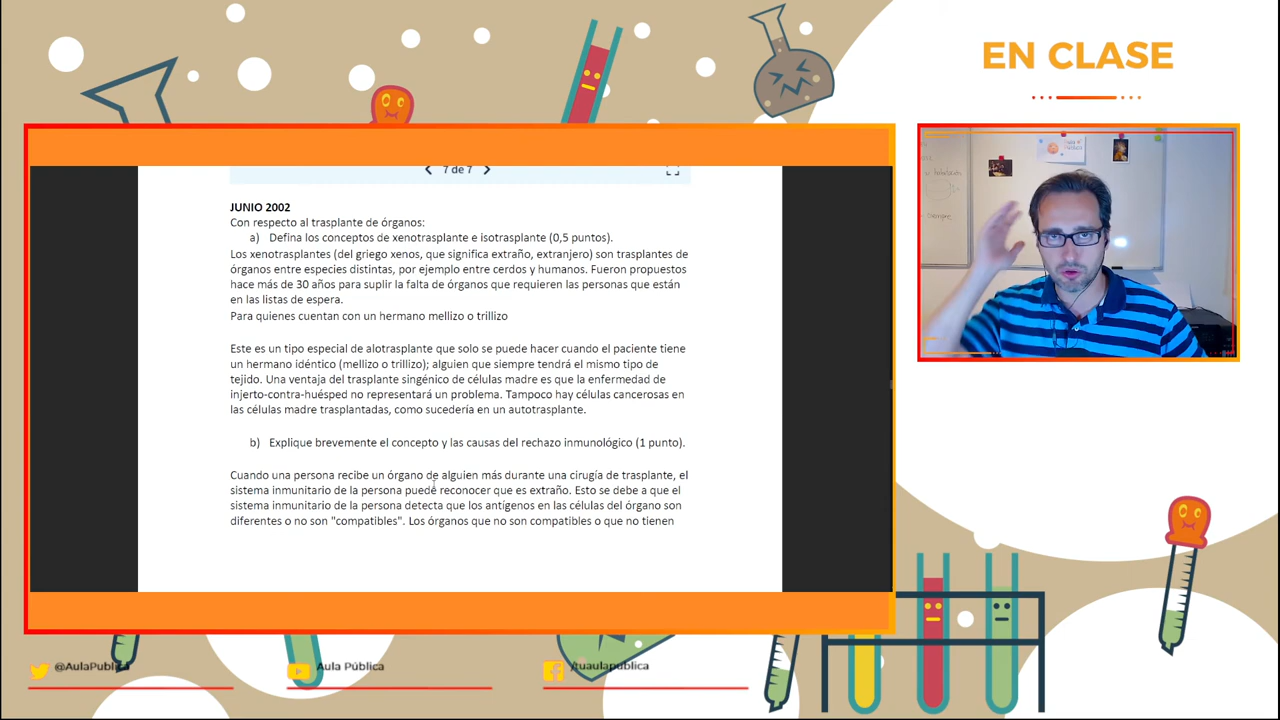 EN CLASE
7 de 7
JUNIO 2002
Con respecto al trasplante de órganos:
a) Defina los conceptos de xenotrasplante e isotrasplante (0,5 puntos).
Los xenotrasplantes (del griego xenos, que significa extraño, extranjero) son trasplantes de
órganos entre especies distintas, por ejemplo entre cerdos y humanos. Fueron propuestos
hace más de 30 años para suplir la falta de órganos que requieren las personas que están
en las listas de espera.
Para quienes cuentan con un hermano mellizo o trillizo
Este es un tipo especial de alotrasplante que solo se puede hacer cuando el paciente tiene
un hermano idéntico (mellizo o trillizo); alguien que siempre tendrá el mismo tipo de
tejido. Una ventaja del trasplante singénico de células madre es que la enfermedad de
injerto-contra-huésped no representará un problema. Tampoco hay células cancerosas en
las células madre trasplantadas, como sucedería en un autotrasplante.
b) Explique brevemente el concepto y las causas del rechazo inmunológico (1 punto).
Cuando una persona recibe un órgano de alguien más durante una cirugía de trasplante, el
sistema inmunitario de la persona puede reconocer que es extraño. Esto se debe a que el
sistema inmunitario de la persona detecta que los antígenos en las células del órgano son
diferentes o no son "compatibles". Los órganos que no son compatibles o que no tienen
@AulaPublica
Aula Pública
/tuaulapublica